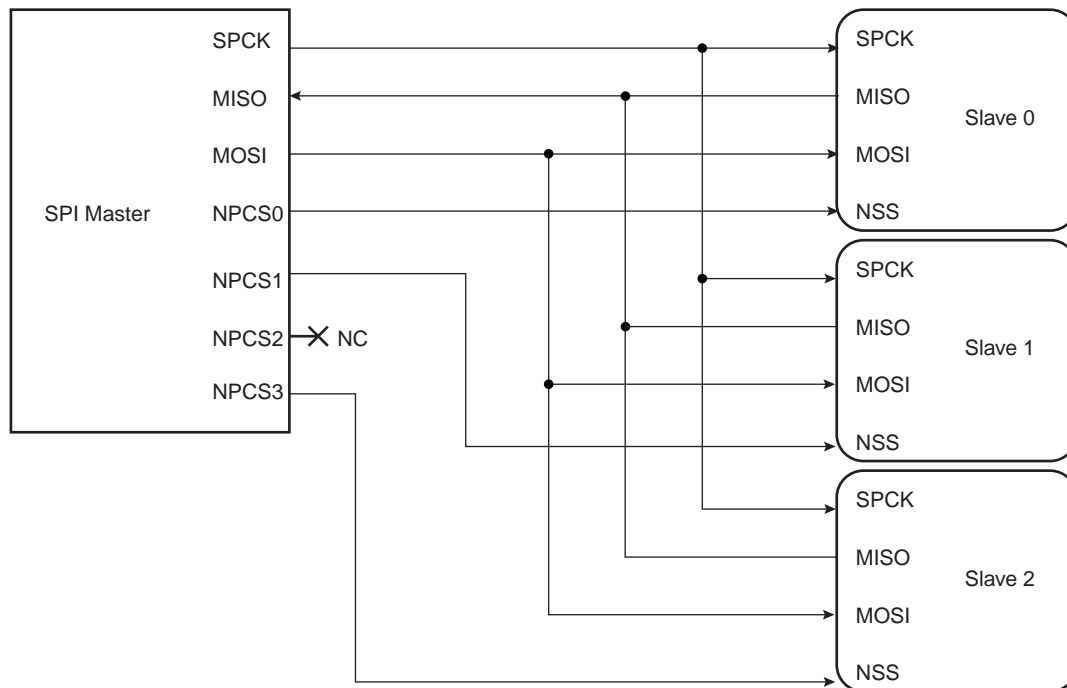 SPI Master
SPCK
MISO
MOSI
NPCS0
NPCS1
NPCS2
NC
NPCS3
SPCK
MISO
Slave 0
MOSI
NSS
SPCK
MISO
Slave 1
MOSI
NSS
SPCK
MISO
Slave 2
MOSI
NSS